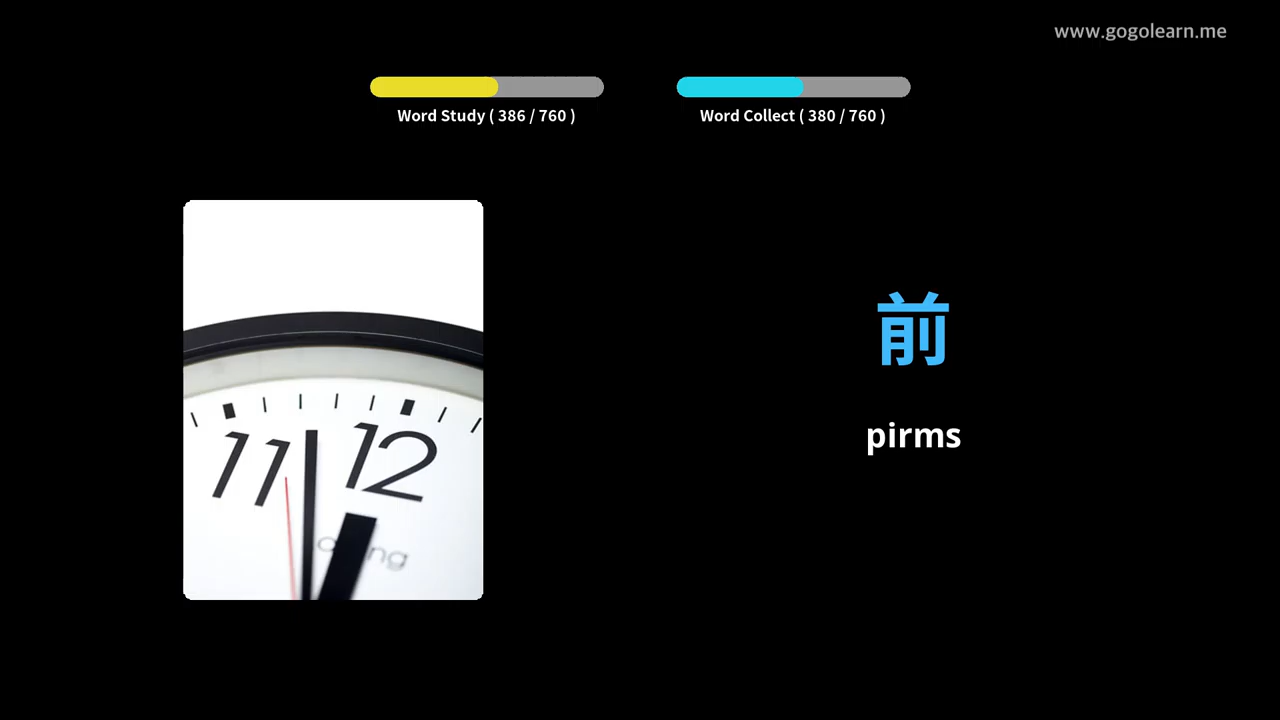 www.gogolearn.me
Word Study ( 386 / 760 )
Word Collect ( 380 / 760 )
11
12
前
pirms